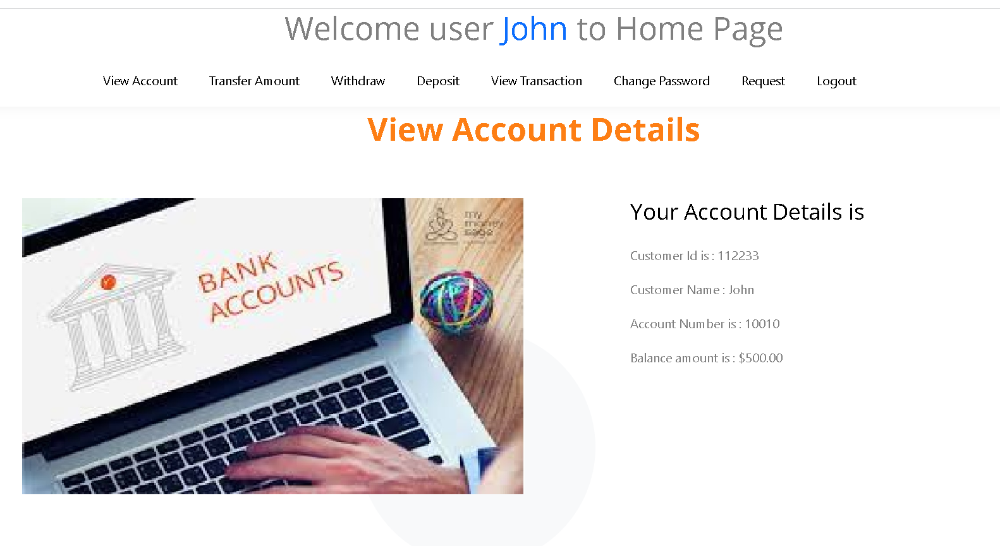 Welcome user John to Home Page
View Account Transfer Amount Withdraw Deposit View Transaction Change Password Request Logout
View Account Details
BANK
ACCOUNTS
my
money
sage
Your Account Details is
Customer Id is : 112233
Customer Name : John
Account Number is : 10010
Balance amount is : $500.00